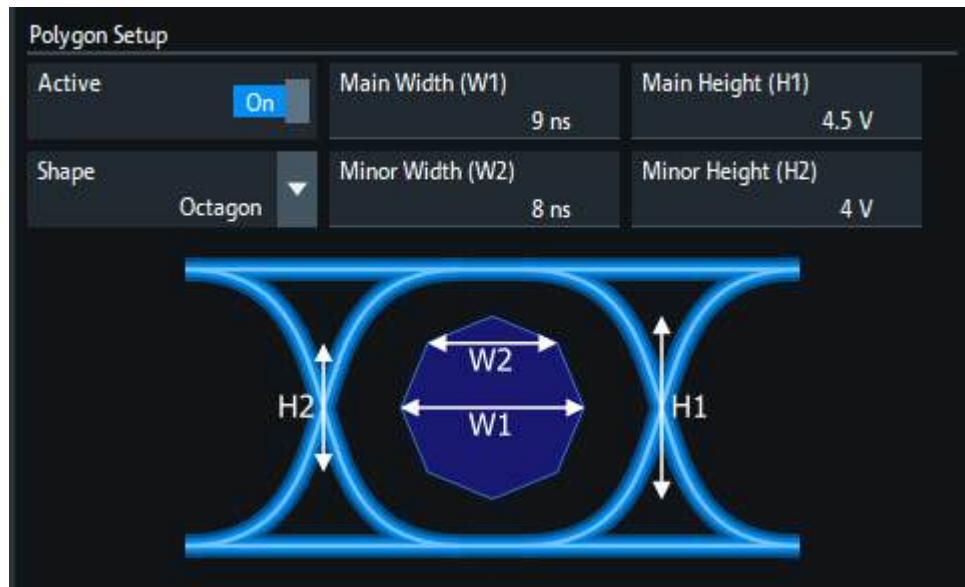 Polygon Setup
Active
On
Main Width (W1)
9 ns
Main Height (H1)
4.5 V
Shape
Octagon
Minor Width (W2)
8 ns
Minor Height (H2)
4 V
W2
H2
W1
H1